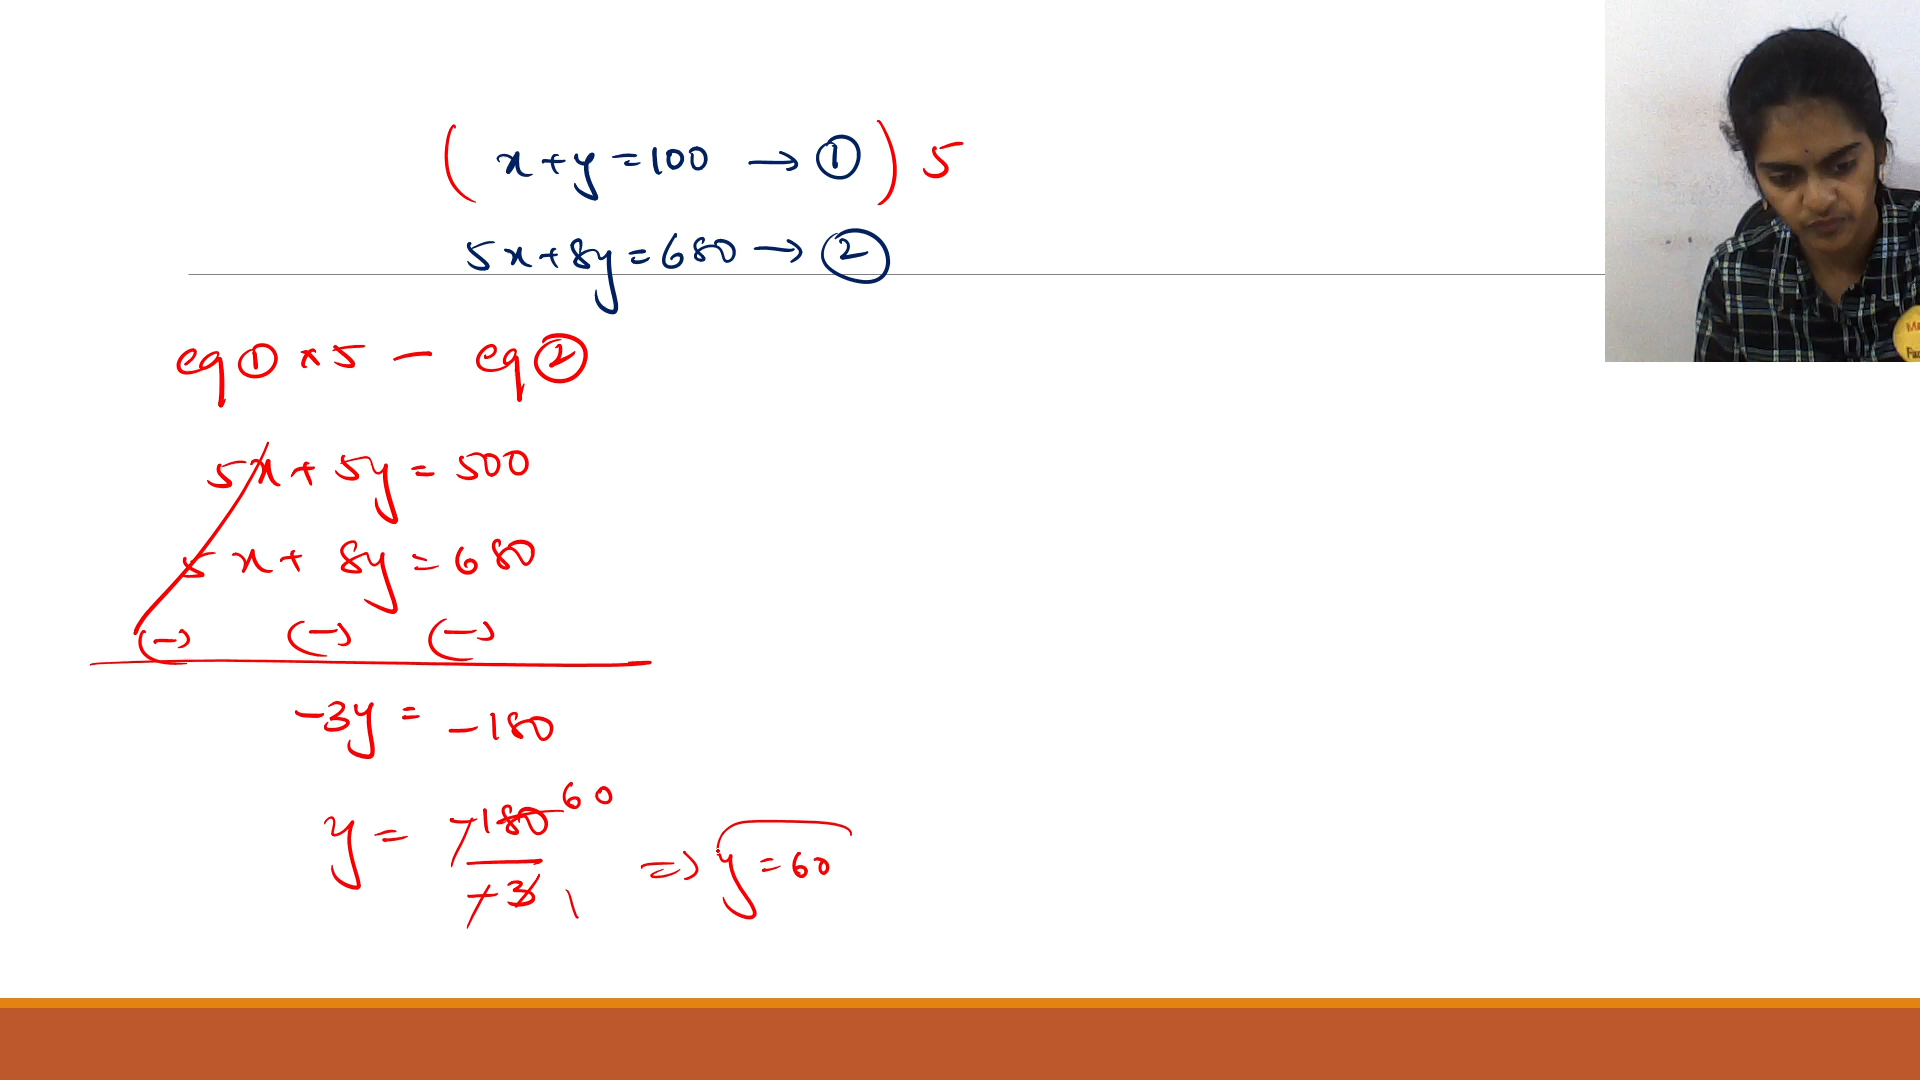 ( x + y = 100 → ① ) 5
5x + 8y = 680 → ②
eq ① × 5 − eq ②
5x + 5y = 500
5x + 8y = 680
(−) (−) (−)
-3y = -180
y = -180 60
-3 1
⇒ y = 60